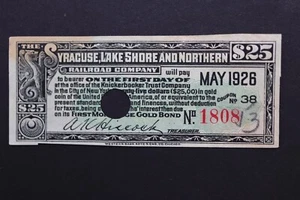 THE SYRACUSE, LAKE SHORE AND NORTHERN $25
RAILROAD COMPANY will pay
to bearer ON THE FIRST DAY OF MAY 1926
at the office of the Knickerbocker Trust Company
in the City of New York twenty five dollars ($25.00) in gold
coin of the United States of America, of or equivalent to the
present standard of weight and fineness, without deduction
for taxes, being six months' interest then due
on its FIRST MORTGAGE GOLD BOND
COUPON No 38
$25
No 1808
13
TREASURER.